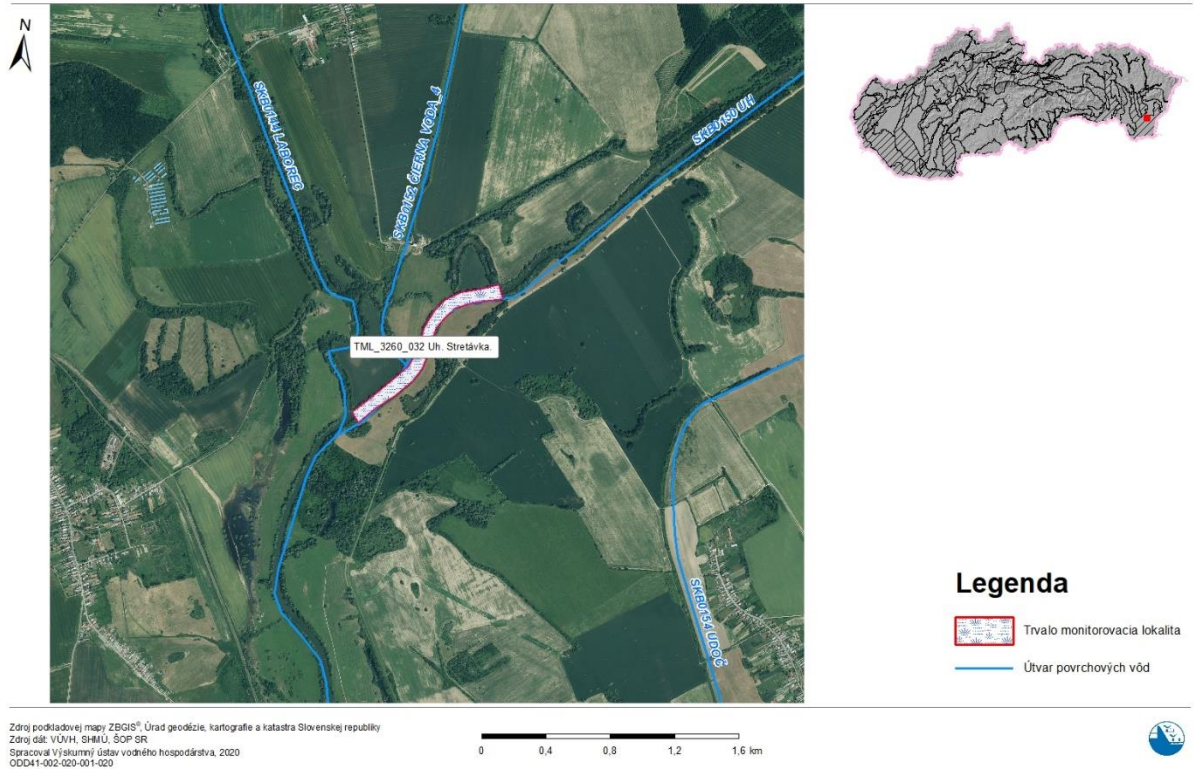 N
SKB0144 LABOREC
SKB0152 ČIERNA VODA_4
SKB0150 UH
TML_3260_032 Uh. Stretávka.
SKB0154 UDOČ
Legenda
Trvalo monitorovacia lokalita
Útvar povrchových vôd
Zdroj podkladovej mapy ZBGIS®, Úrad geodézie, kartografie a katastra Slovenskej republiky
Zdroj dát: VÚVH, SHMÚ, ŠOP SR
Spracoval Výskumný ústav vodného hospodárstva, 2020
ODD41-002-020-001-020
0 0,4 0,8 1,2 1,6 km